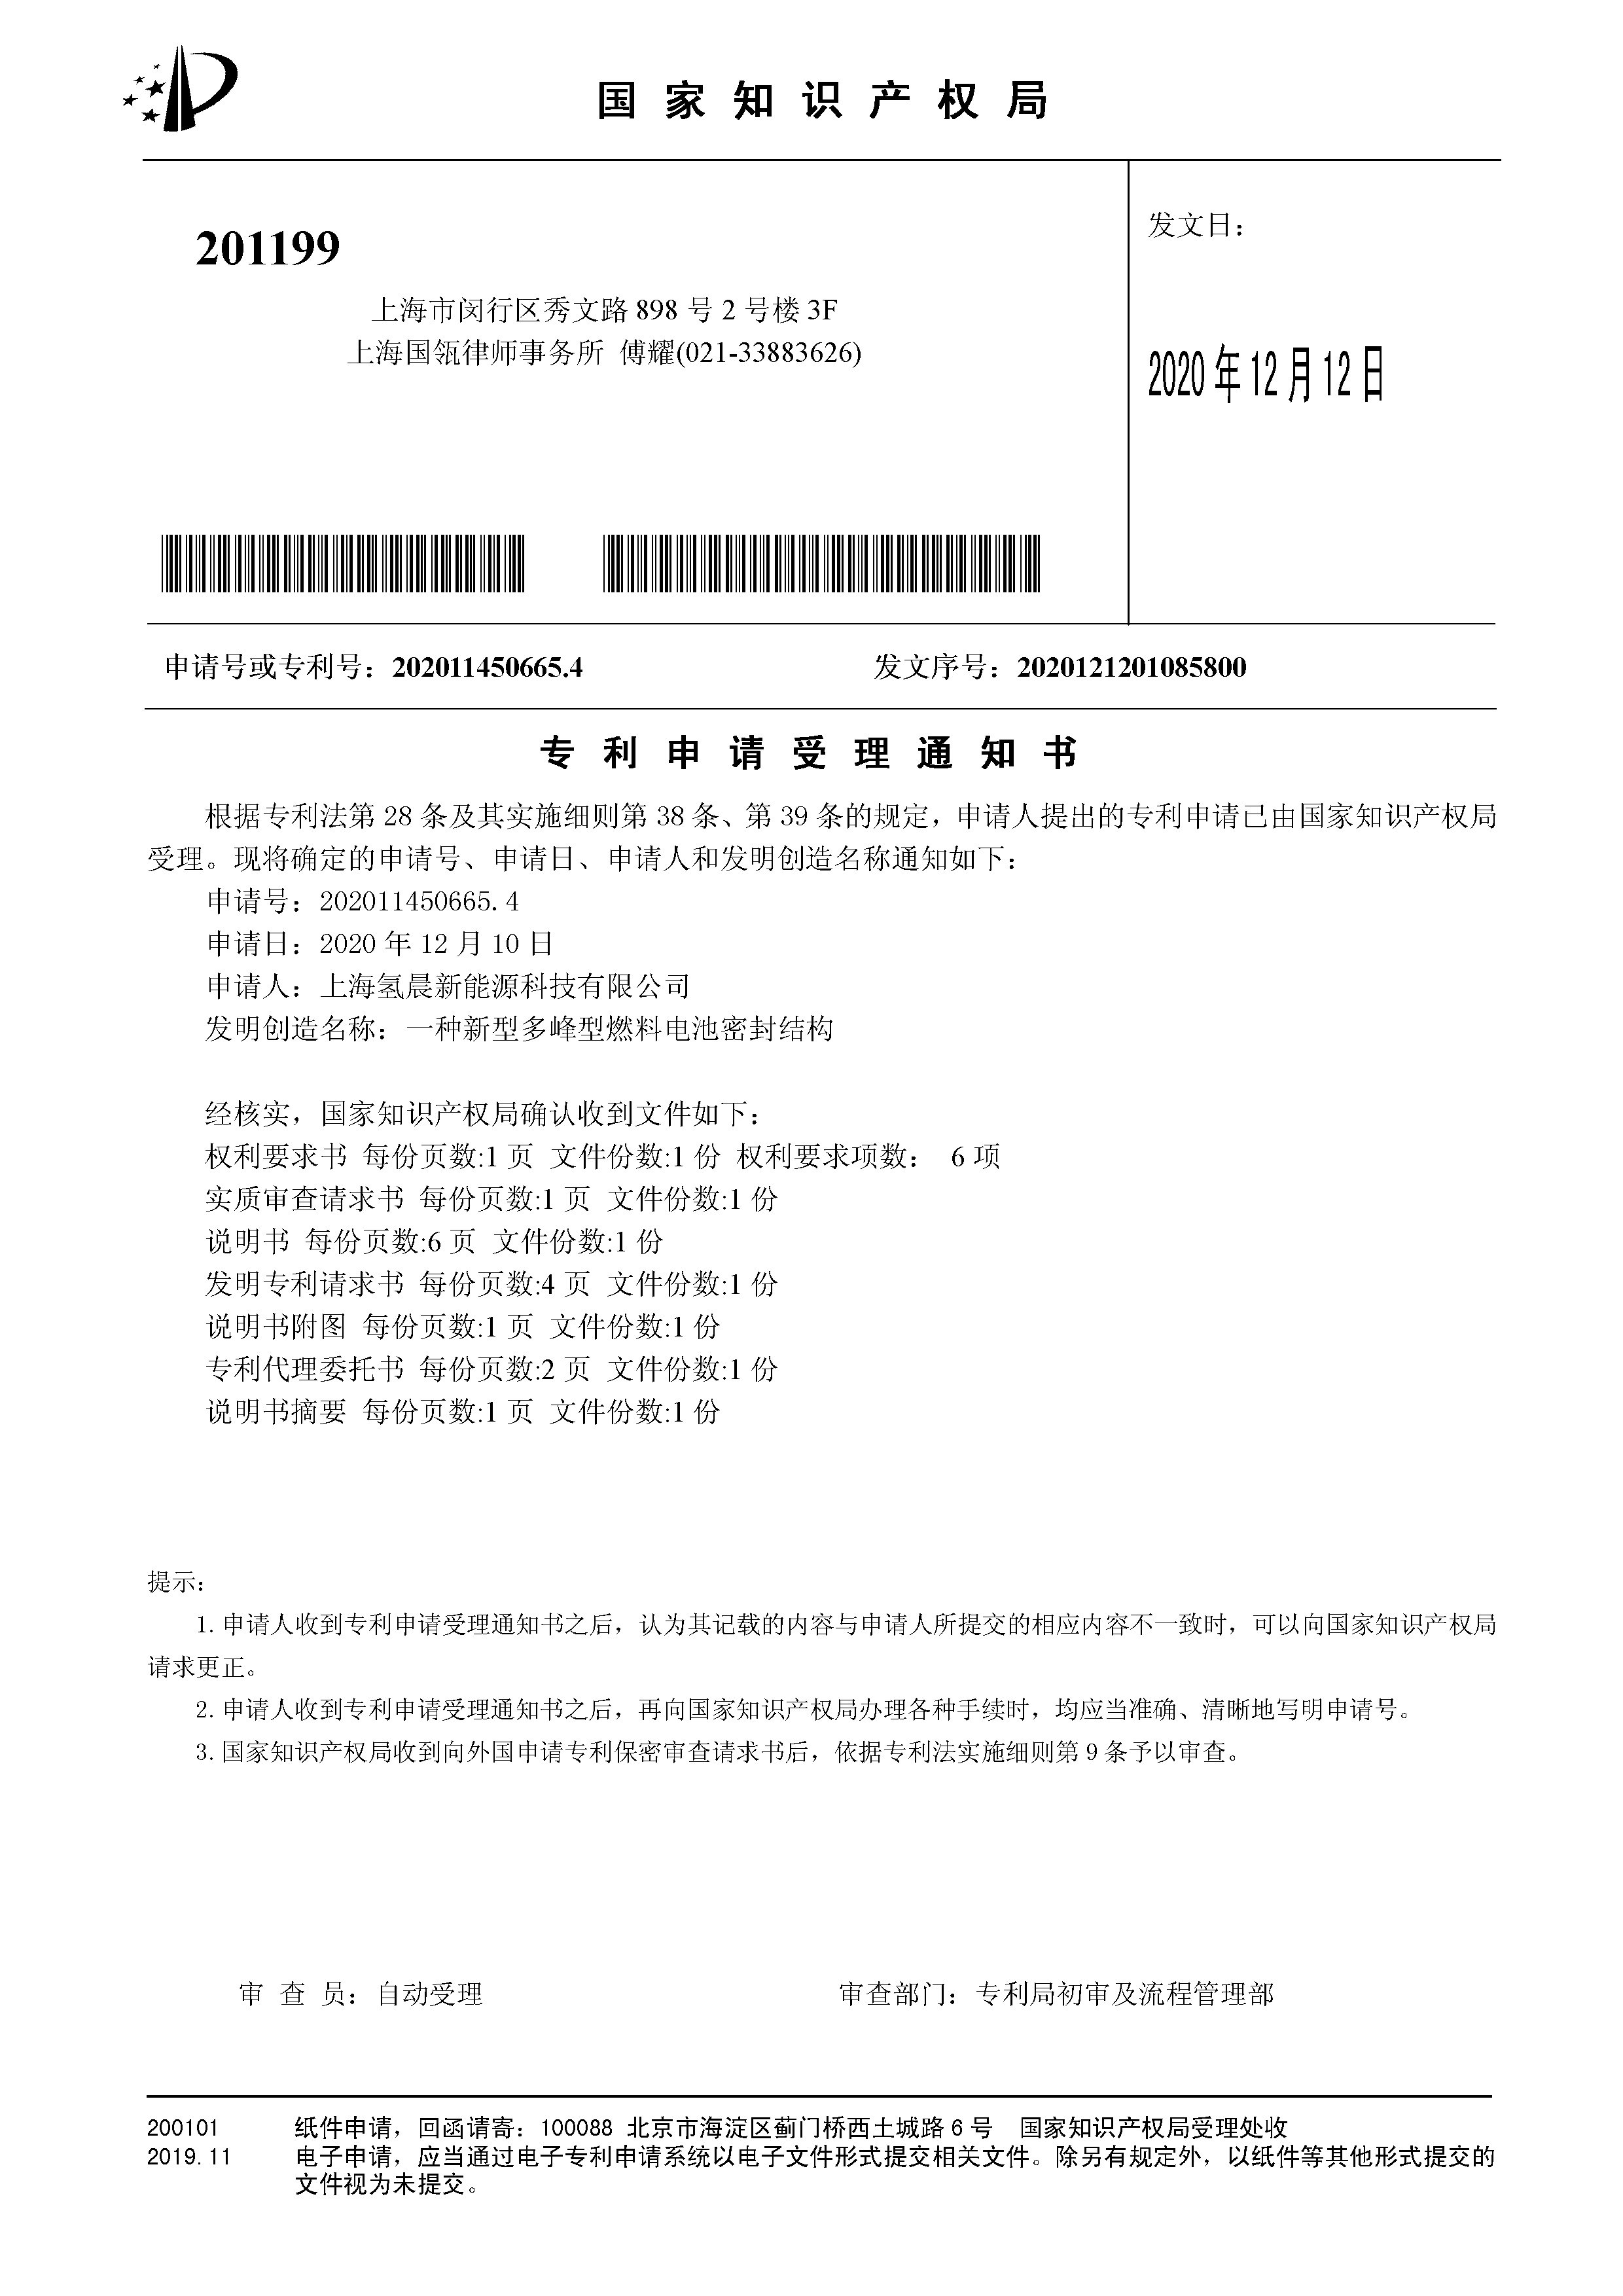 国家知识产权局
201199
上海市闵行区秀文路 898 号 2 号楼 3F
上海国瓴律师事务所 傅耀(021-33883626)
发文日：
2020 年 12 月 12 日
申请号或专利号：202011450665.4
发文序号：2020121201085800
专利申请受理通知书
根据专利法第 28 条及其实施细则第 38 条、第 39 条的规定，申请人提出的专利申请已由国家知识产权局
受理。现将确定的申请号、申请日、申请人和发明创造名称通知如下：
申请号：202011450665.4
申请日：2020 年 12 月 10 日
申请人：上海氢晨新能源科技有限公司
发明创造名称：一种新型多峰型燃料电池密封结构
经核实，国家知识产权局确认收到文件如下：
权利要求书 每份页数:1 页 文件份数:1 份 权利要求项数： 6 项
实质审查请求书 每份页数:1 页 文件份数:1 份
说明书 每份页数:6 页 文件份数:1 份
发明专利请求书 每份页数:4 页 文件份数:1 份
说明书附图 每份页数:1 页 文件份数:1 份
专利代理委托书 每份页数:2 页 文件份数:1 份
说明书摘要 每份页数:1 页 文件份数:1 份
提示：
1. 申请人收到专利申请受理通知书之后，认为其记载的内容与申请人所提交的相应内容不一致时，可以向国家知识产权局
请求更正。
2. 申请人收到专利申请受理通知书之后，再向国家知识产权局办理各种手续时，均应当准确、清晰地写明申请号。
3. 国家知识产权局收到向外国申请专利保密审查请求书后，依据专利法实施细则第 9 条予以审查。
审 查 员：自动受理
审查部门：专利局初审及流程管理部
200101 纸件申请，回函请寄：100088 北京市海淀区蓟门桥西土城路 6 号 国家知识产权局受理处收
2019.11 电子申请，应当通过电子专利申请系统以电子文件形式提交相关文件。除另有规定外，以纸件等其他形式提交的
文件视为未提交。